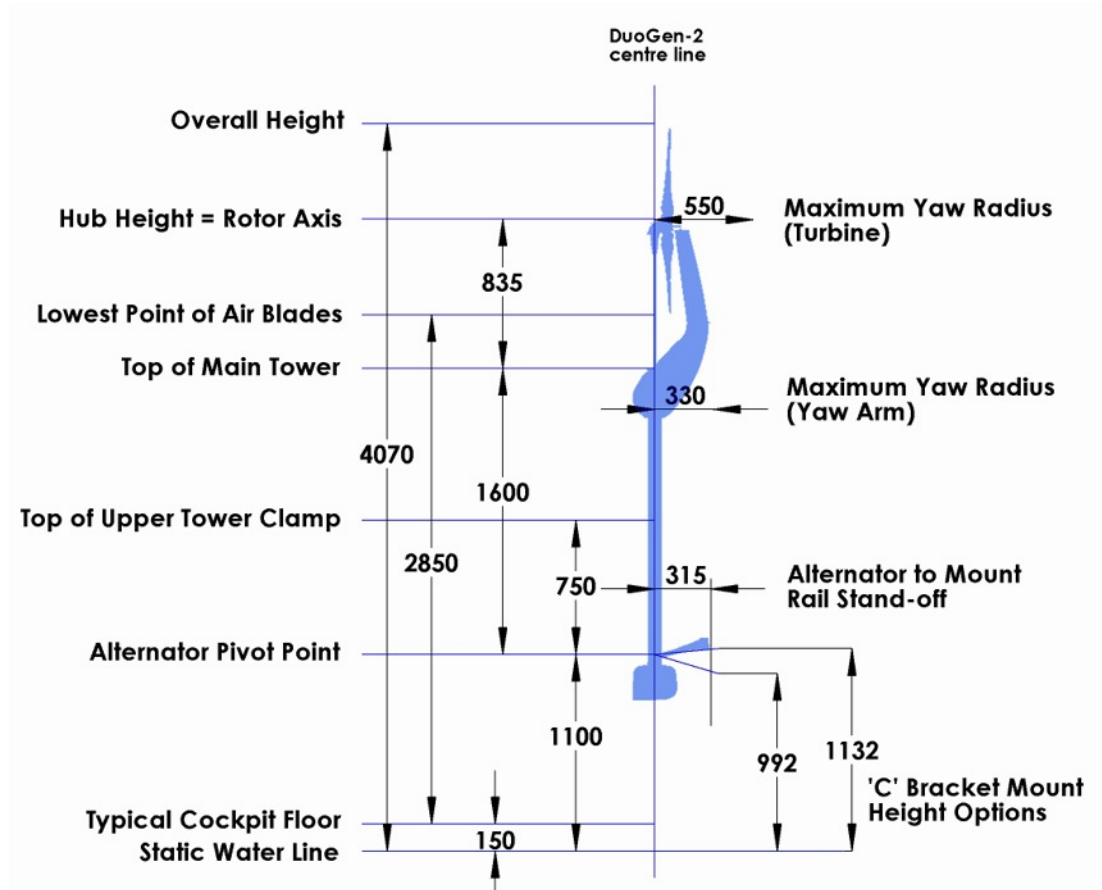 DuoGen-2
centre line
Overall Height
Hub Height = Rotor Axis
550
Maximum Yaw Radius
(Turbine)
835
Lowest Point of Air Blades
Top of Main Tower
330
Maximum Yaw Radius
(Yaw Arm)
4070
1600
Top of Upper Tower Clamp
2850
750
315
Alternator to Mount
Rail Stand-off
Alternator Pivot Point
1100
992
1132
'C' Bracket Mount
Height Options
Typical Cockpit Floor
150
Static Water Line